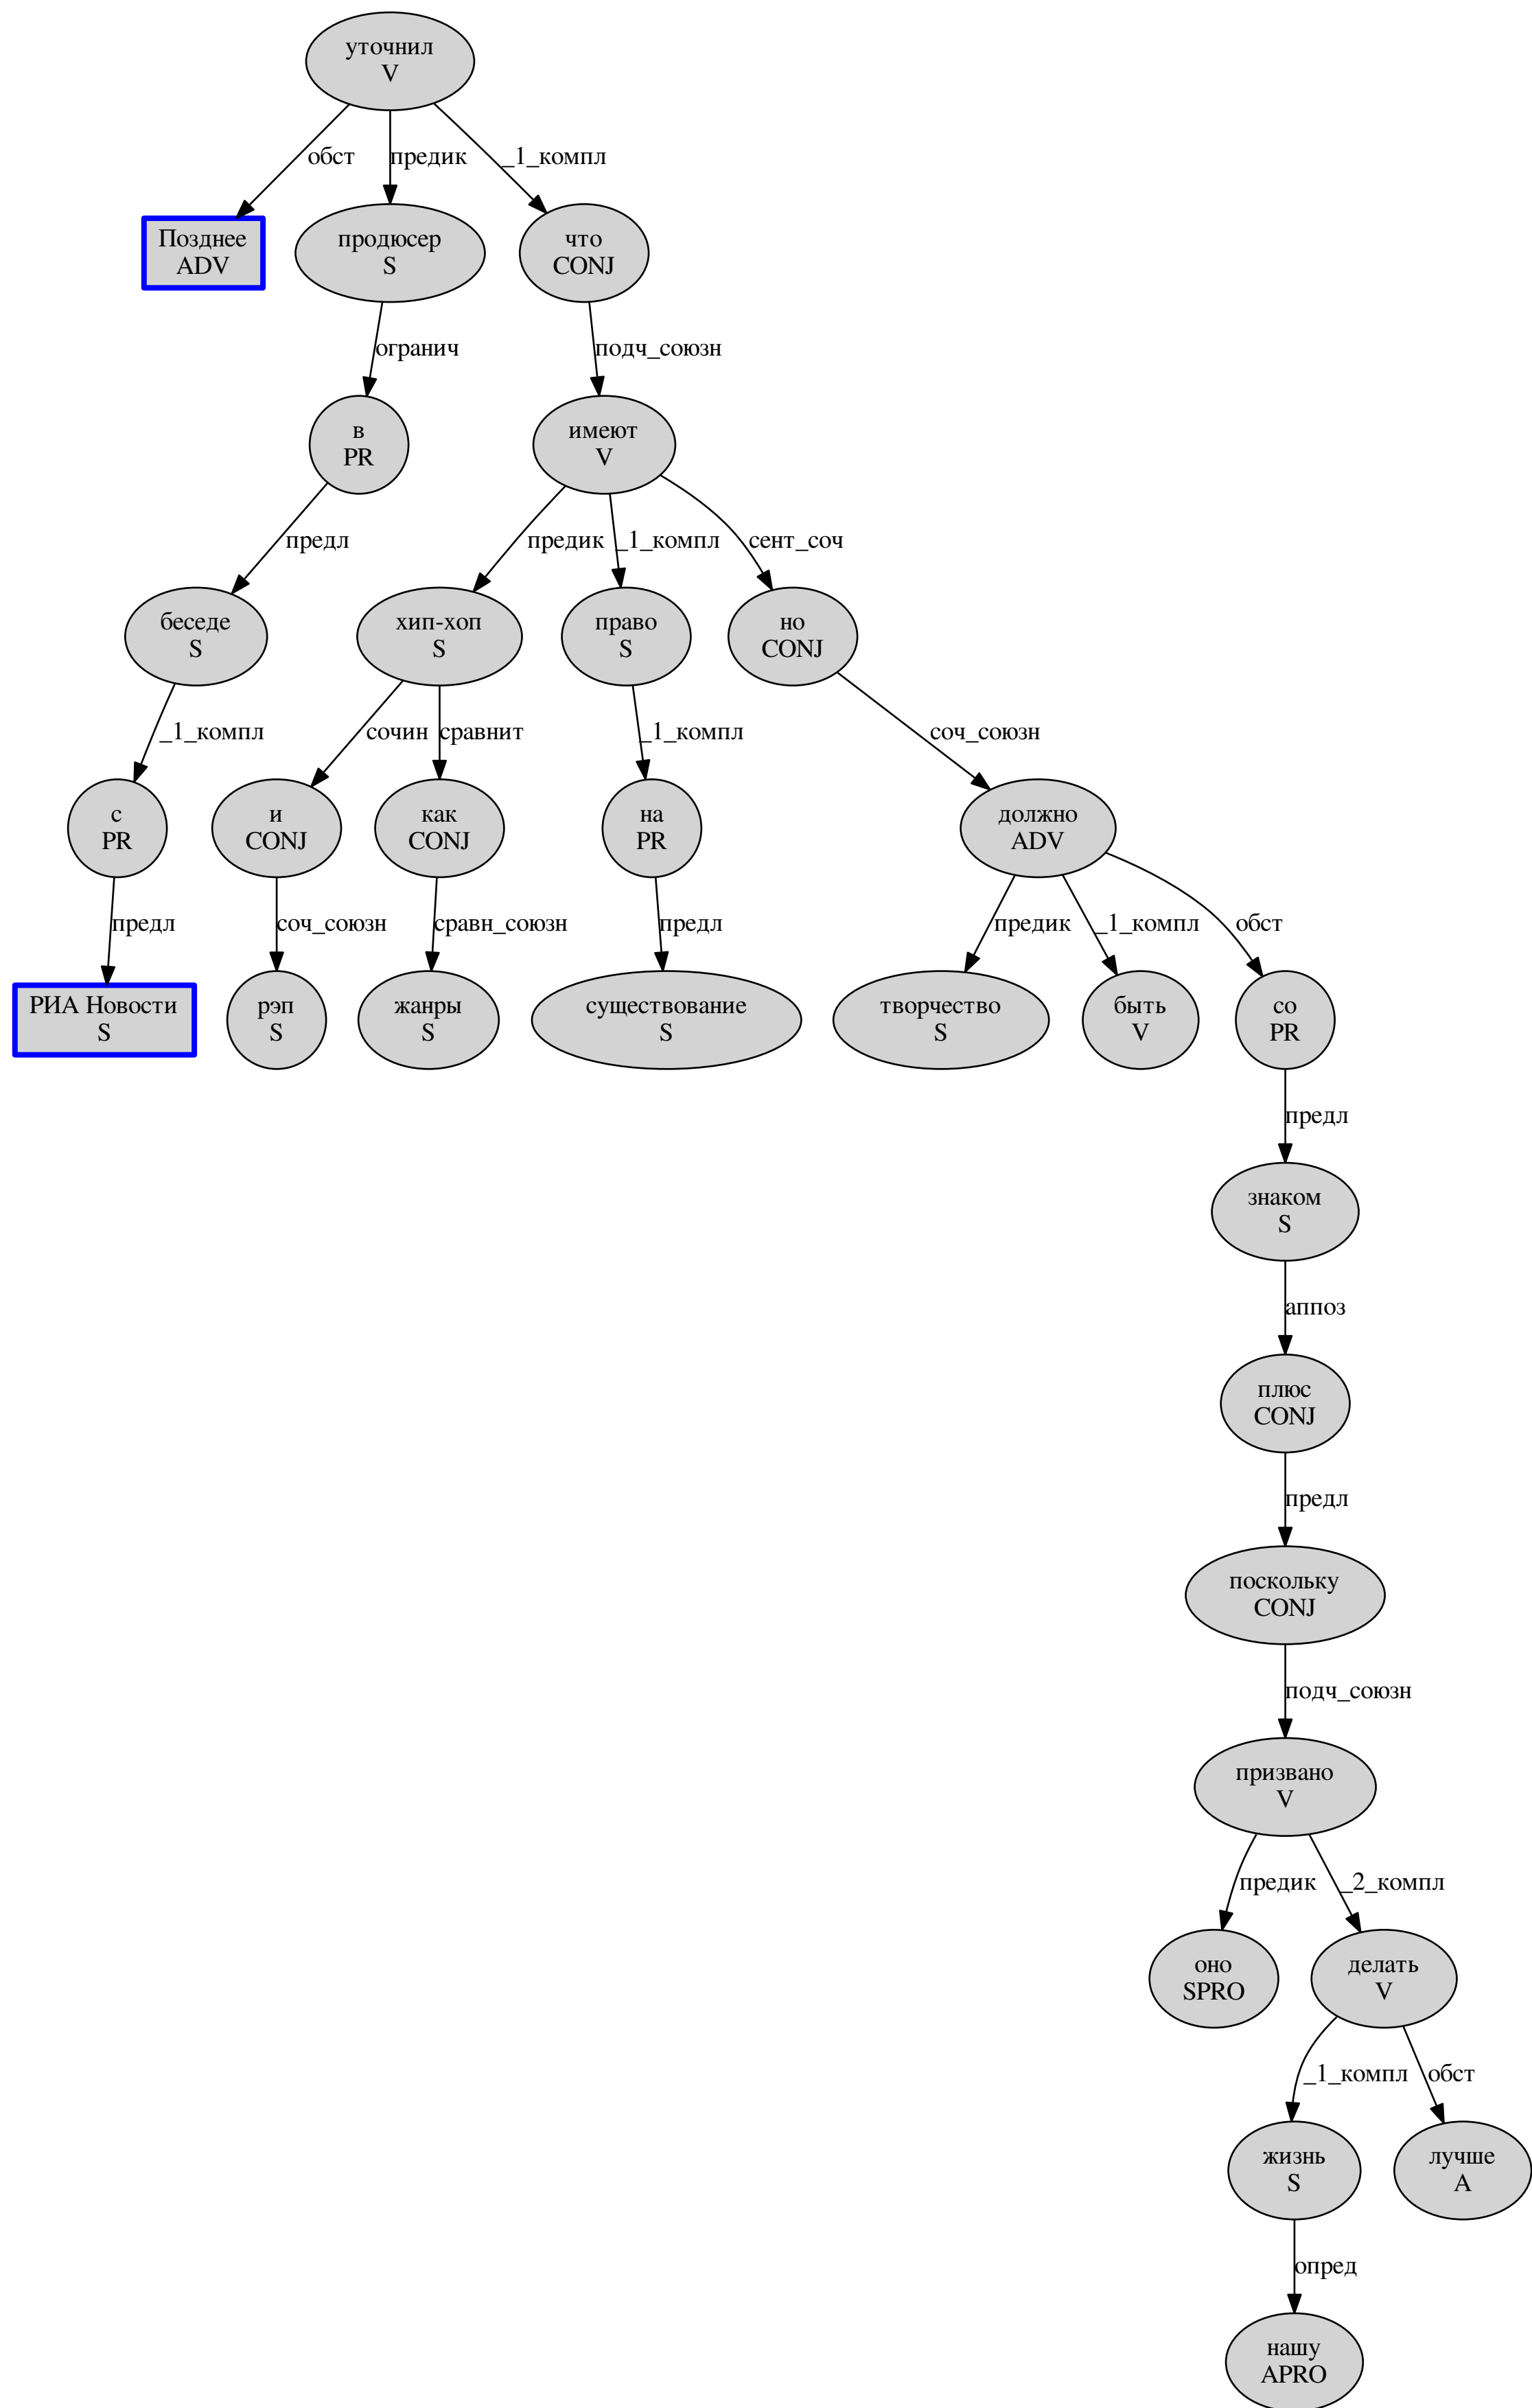 уточнил
V
обст
предик
_1_компл
Позднее
ADV
продюсер
S
что
CONJ
огранич
подч_союзн
в
PR
имеют
V
предл
предик
_1_компл
сент_соч
беседе
S
хип-хоп
S
право
S
но
CONJ
_1_компл
сочин
сравнит
_1_компл
соч_союзн
с
PR
и
CONJ
как
CONJ
на
PR
должно
ADV
предл
соч_союзн
сравн_союзн
предл
предик
_1_компл
обст
РИА Новости
S
рэп
S
жанры
S
существование
S
творчество
S
быть
V
со
PR
предл
знаком
S
аппоз
плюс
CONJ
предл
поскольку
CONJ
подч_союзн
призвано
V
предик
_2_компл
оно
SPRO
делать
V
_1_компл
обст
жизнь
S
лучше
A
опред
нашу
APRO